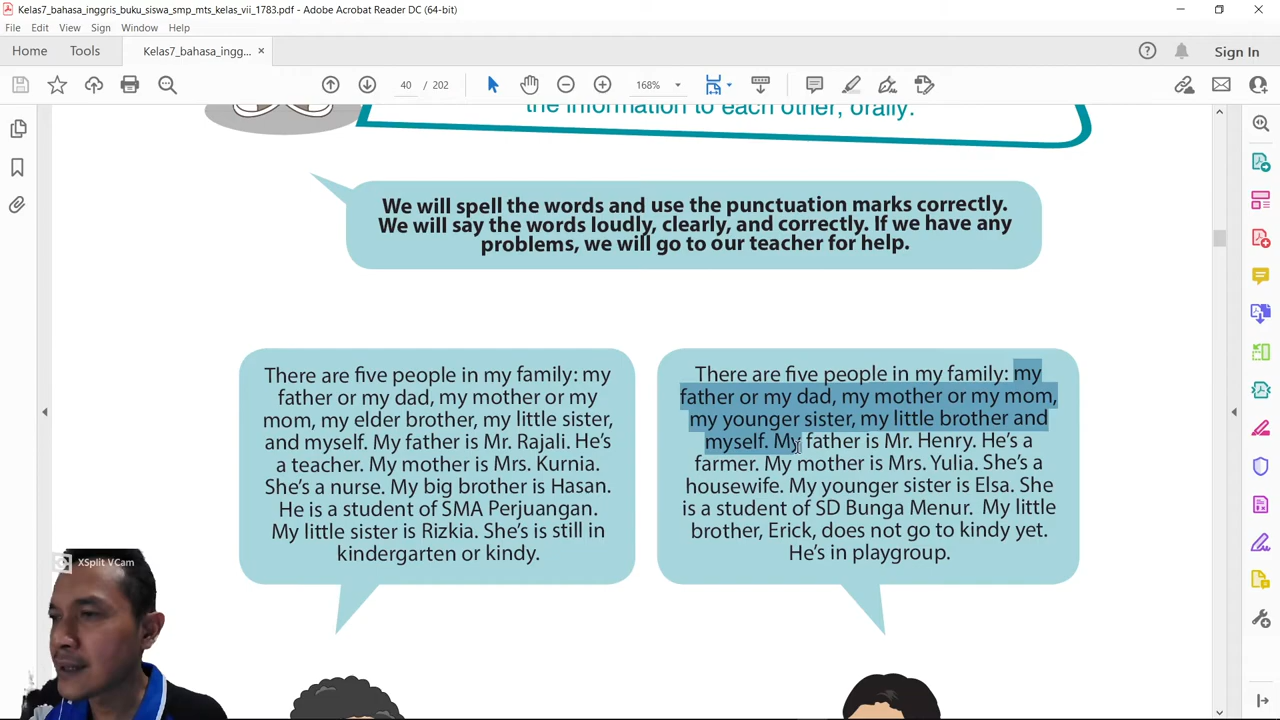 Kelas7_bahasa_inggris_buku_siswa_smp_mts_kelas_vii_1783.pdf - Adobe Acrobat Reader DC (64-bit)
File Edit View Sign Window Help
Home Tools Kelas7_bahasa_ingg... × Sign In
40 / 202 168%
the information to each other, orally.
We will spell the words and use the punctuation marks correctly.
We will say the words loudly, clearly, and correctly. If we have any
problems, we will go to our teacher for help.
There are five people in my family: my
father or my dad, my mother or my
mom, my elder brother, my little sister,
and myself. My father is Mr. Rajali. He's
a teacher. My mother is Mrs. Kurnia.
She's a nurse. My big brother is Hasan.
He is a student of SMA Perjuangan.
My little sister is Rizkia. She's is still in
kindergarten or kindy.
There are five people in my family: my
father or my dad, my mother or my mom,
my younger sister, my little brother and
myself. My father is Mr. Henry. He's a
farmer. My mother is Mrs. Yulia. She's a
housewife. My younger sister is Elsa. She
is a student of SD Bunga Menur. My little
brother, Erick, does not go to kindy yet.
He's in playgroup.
XSplit VCam